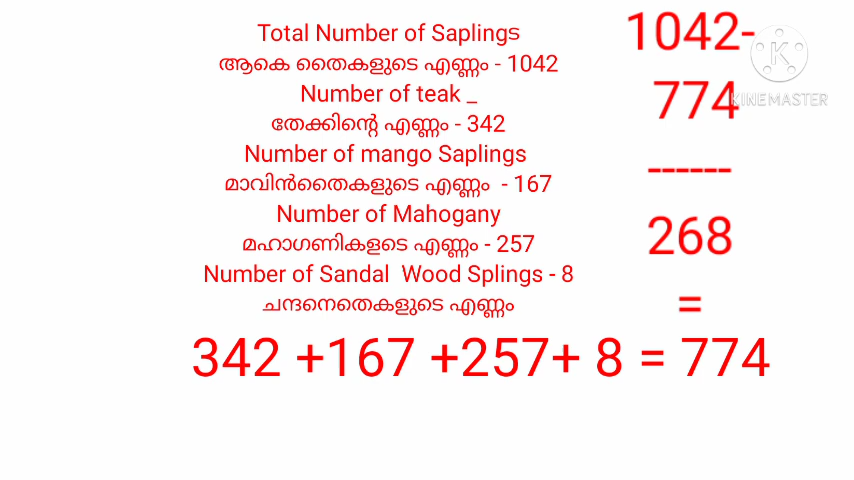 Total Number of Saplingട
ആകെ തൈകളുടെ എണ്ണം - 1042
Number of teak _
തേക്കിന്റെ എണ്ണം - 342
Number of mango Saplings
മാവിൻതൈകളുടെ എണ്ണം - 167
Number of Mahogany
മഹാഗണികളടെ എണ്ണം - 257
Number of Sandal Wood Splings - 8
ചന്ദനെതെകളുടെ എണ്ണം
1042-
774
------
268
=
342 +167 +257+ 8 = 774
KINEMASTER